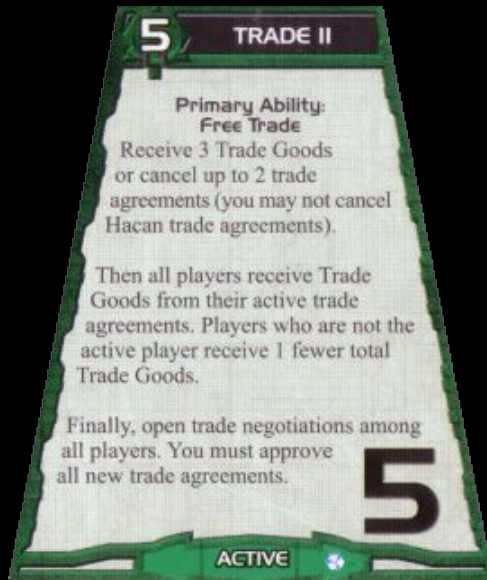 5 TRADE II
Primary Ability:
Free Trade
Receive 3 Trade Goods
or cancel up to 2 trade
agreements (you may not cancel
Hacan trade agreements).
Then all players receive Trade
Goods from their active trade
agreements. Players who are not the
active player receive 1 fewer total
Trade Goods.
Finally, open trade negotiations among
all players. You must approve
all new trade agreements.
5
ACTIVE